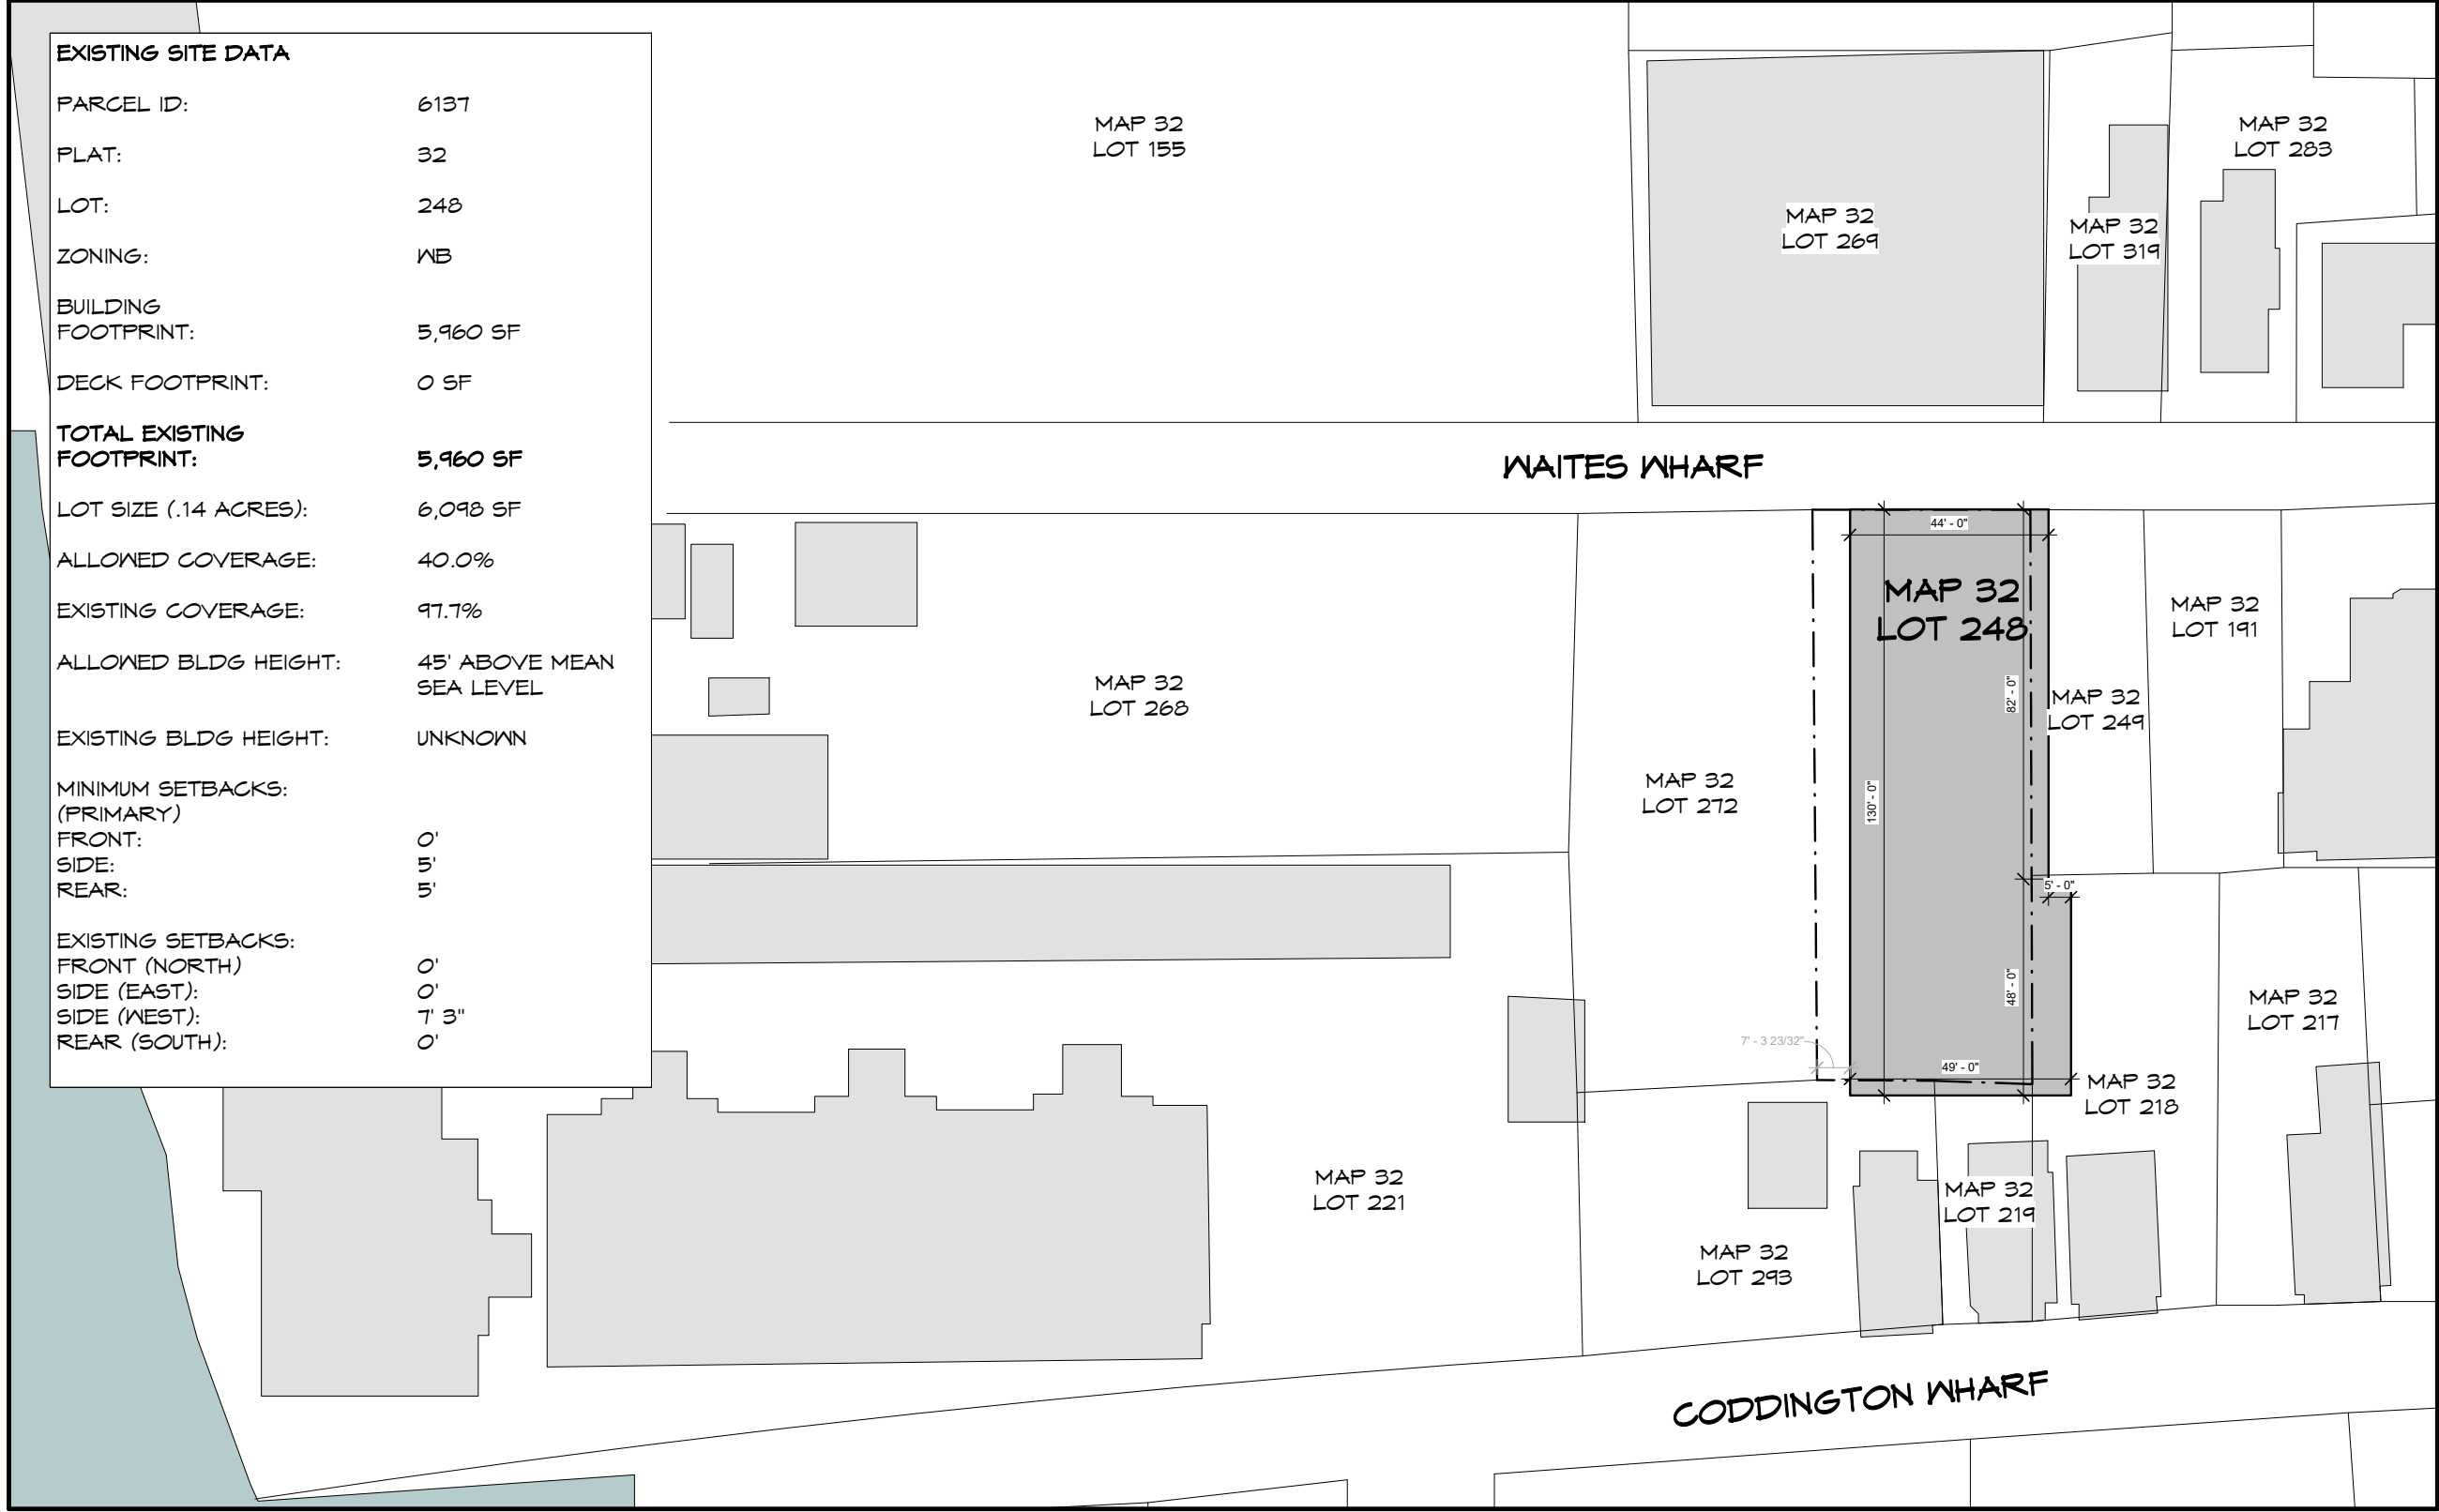 EXISTING SITE DATA
PARCEL ID: 6137
PLAT: 32
LOT: 248
ZONING: WB
BUILDING
FOOTPRINT: 5,960 SF
DECK FOOTPRINT: 0 SF
TOTAL EXISTING
FOOTPRINT: 5,960 SF
LOT SIZE (.14 ACRES): 6,098 SF
ALLOWED COVERAGE: 40.0%
EXISTING COVERAGE: 97.7%
ALLOWED BLDG HEIGHT: 45' ABOVE MEAN
SEA LEVEL
EXISTING BLDG HEIGHT: UNKNOWN
MINIMUM SETBACKS:
(PRIMARY)
FRONT: 0'
SIDE: 5'
REAR: 5'
EXISTING SETBACKS:
FRONT (NORTH) 0'
SIDE (EAST): 0'
SIDE (WEST): 7' 3"
REAR (SOUTH): 0'
MAP 32
LOT 155
MAP 32
LOT 269
MAP 32
LOT 319
MAP 32
LOT 283
WAITES WHARF
44' - 0"
MAP 32
LOT 248
82' - 0"
130' - 0"
5' - 0"
48' - 0"
7' - 3 23/32"
49' - 0"
MAP 32
LOT 249
MAP 32
LOT 191
MAP 32
LOT 268
MAP 32
LOT 272
MAP 32
LOT 217
MAP 32
LOT 218
MAP 32
LOT 221
MAP 32
LOT 219
MAP 32
LOT 293
CODDINGTON WHARF